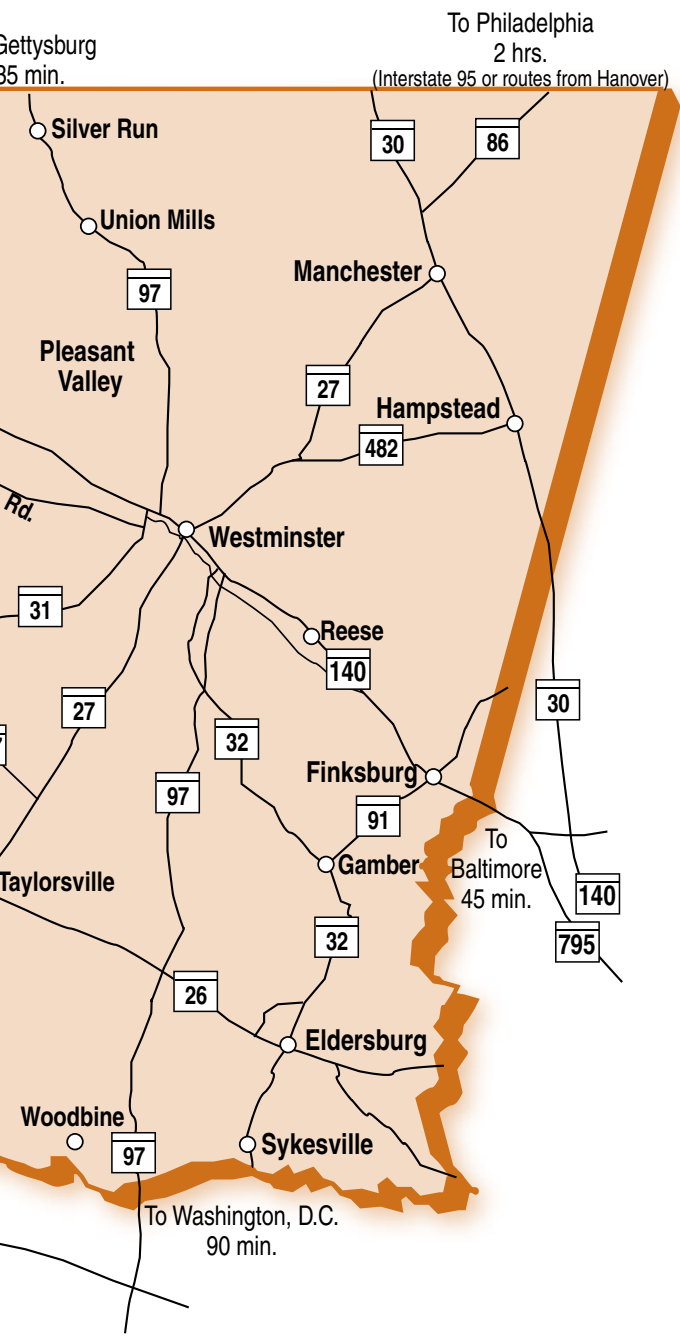 To Philadelphia
2 hrs.
(Interstate 95 or routes from Hanover)
Gettysburg
35 min.
Silver Run
30
86
Union Mills
Manchester
97
Pleasant
Valley
27
Hampstead
482
Rd.
Westminster
31
Reese
140
27
30
32
Finksburg
97
91
To
Baltimore
45 min.
Gamber
Taylorsville
140
32
795
26
Eldersburg
Woodbine
97
Sykesville
To Washington, D.C.
90 min.